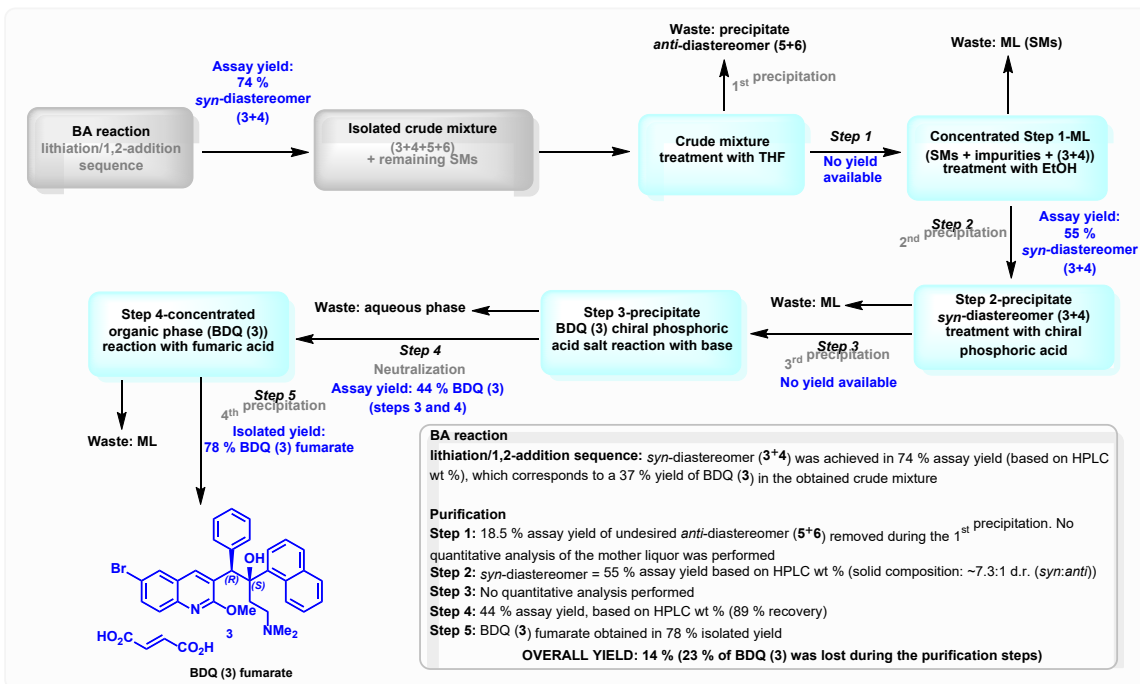 Waste: precipitate
anti-diastereomer (5+6)
Waste: ML (SMs)
Assay yield:
74 %
syn-diastereomer
(3+4)
1st precipitation
BA reaction
lithiation/1,2-addition
sequence
Isolated crude mixture
(3+4+5+6)
+ remaining SMs
Crude mixture
treatment with THF
Step 1
No yield
available
Concentrated Step 1-ML
(SMs + impurities + (3+4))
treatment with EtOH
Step 2
2nd precipitation
Assay yield:
55 %
syn-diastereomer
(3+4)
Step 4-concentrated
organic phase (BDQ (3))
reaction with fumaric acid
Waste: aqueous phase
Step 4
Neutralization
Assay yield: 44 % BDQ (3)
(steps 3 and 4)
Step 3-precipitate
BDQ (3) chiral phosphoric
acid salt reaction with base
Waste: ML
Step 3
3rd precipitation
No yield available
Step 2-precipitate
syn-diastereomer (3+4)
treatment with chiral
phosphoric acid
Step 5
4th precipitation
Isolated yield:
78 % BDQ (3) fumarate
Waste: ML
Br
OH
(R)
(S)
N
OMe
3
NMe2
HO2C
CO2H
BDQ (3) fumarate
BA reaction
lithiation/1,2-addition sequence: syn-diastereomer (3+4) was achieved in 74 % assay yield (based on HPLC
wt %), which corresponds to a 37 % yield of BDQ (3) in the obtained crude mixture
Purification
Step 1: 18.5 % assay yield of undesired anti-diastereomer (5+6) removed during the 1st precipitation. No
quantitative analysis of the mother liquor was performed
Step 2: syn-diastereomer = 55 % assay yield based on HPLC wt % (solid composition: ~7.3:1 d.r. (syn:anti))
Step 3: No quantitative analysis performed
Step 4: 44 % assay yield, based on HPLC wt % (89 % recovery)
Step 5: BDQ (3) fumarate obtained in 78 % isolated yield
OVERALL YIELD: 14 % (23 % of BDQ (3) was lost during the purification steps)